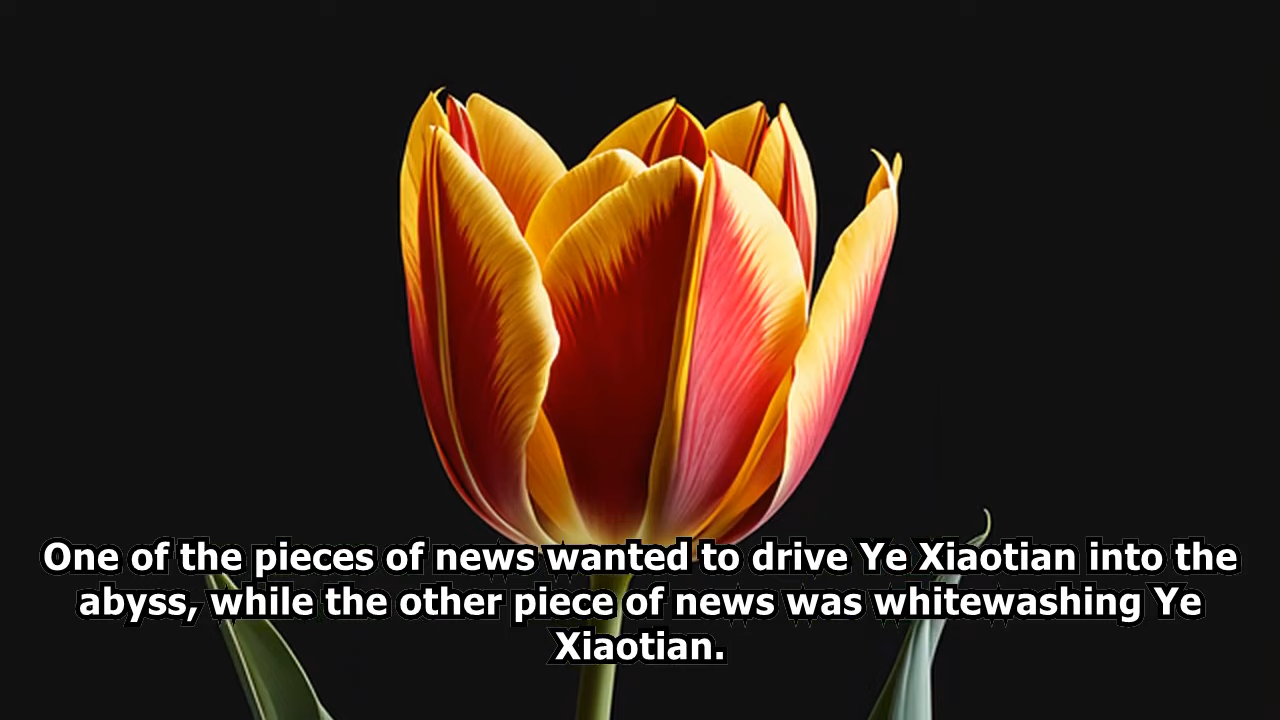 One of the pieces of news wanted to drive Ye Xiaotian into the
abyss, while the other piece of news was whitewashing Ye
Xiaotian.